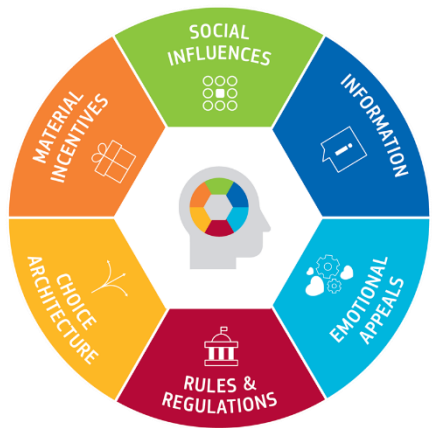 SOCIAL
INFLUENCES
INFORMATION
i
EMOTIONAL
APPEALS
RULES &
REGULATIONS
CHOICE
ARCHITECTURE
MATERIAL
INCENTIVES